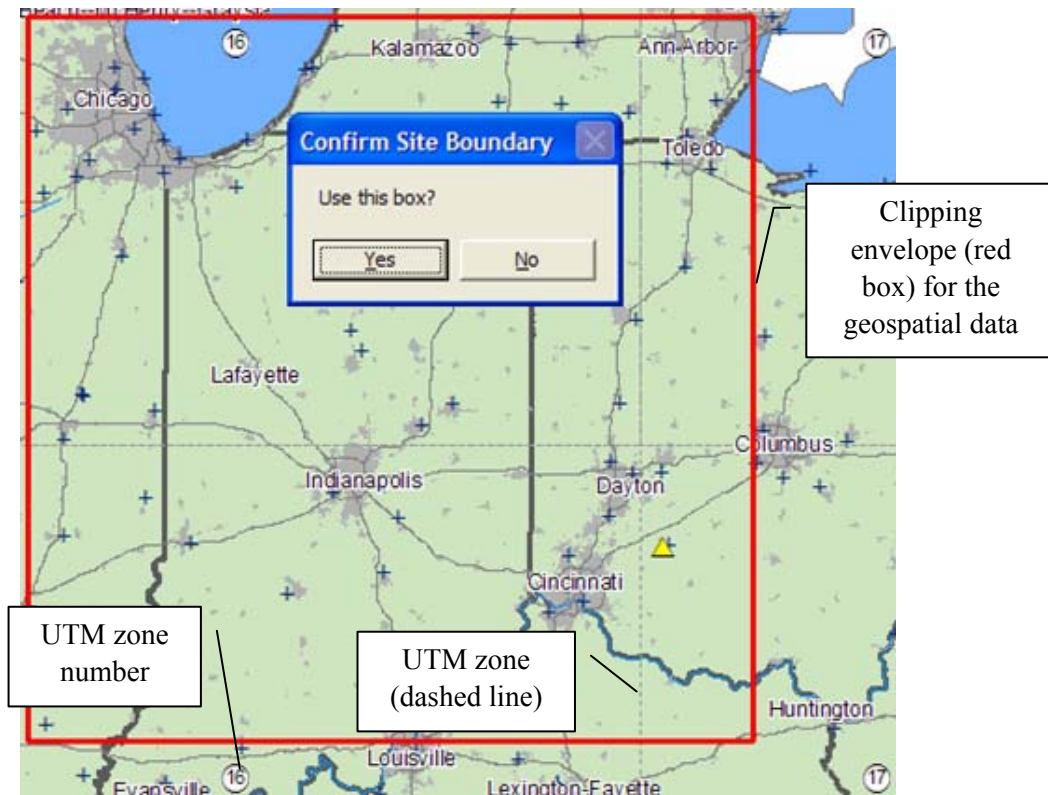 16
Kalamazoo
Ann Arbor
17
Chicago
Confirm Site Boundary
Toledo
Use this box?
Yes
No
Clipping
envelope (red
box) for the
geospatial data
Lafayette
Columbus
Indianapolis
Dayton
Cincinnati
UTM zone
number
UTM zone
(dashed line)
Huntington
Louisville
16
Evansville
Lexington-Fayette
17